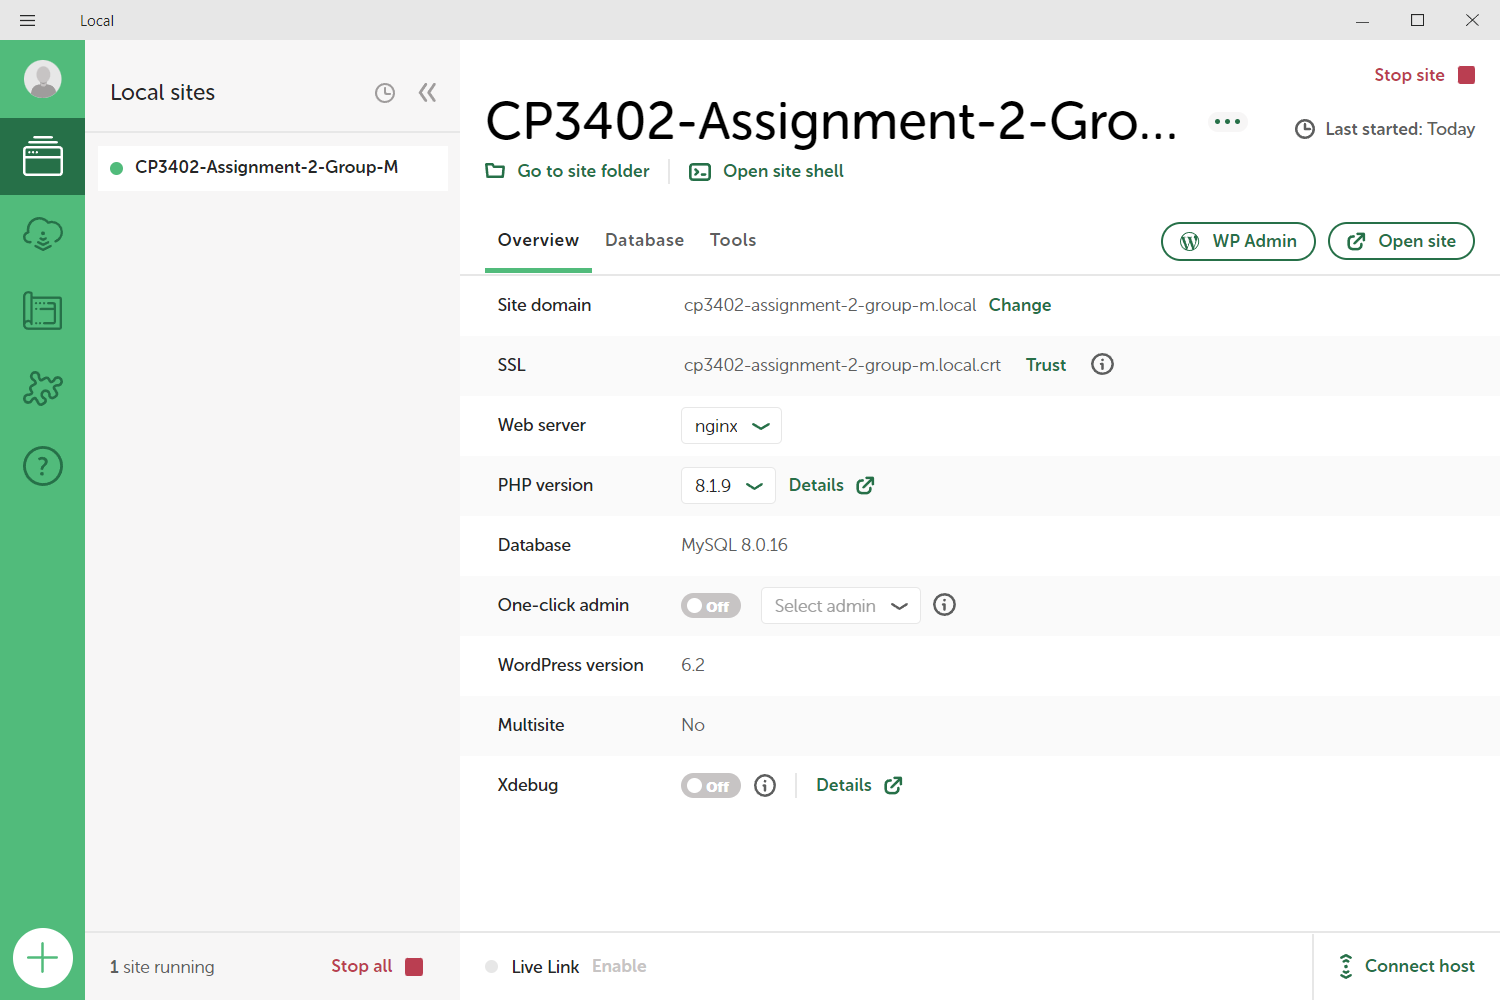 Local
Local sites
CP3402-Assignment-2-Group-M
1 site running
Stop all
Stop site
CP3402-Assignment-2-Gro...
Last started: Today
Go to site folder
Open site shell
Overview Database Tools
WP Admin
Open site
Site domain cp3402-assignment-2-group-m.local Change
SSL cp3402-assignment-2-group-m.local.crt Trust
Web server nginx
PHP version 8.1.9 Details
Database MySQL 8.0.16
One-click admin Off Select admin
WordPress version 6.2
Multisite No
Xdebug Off Details
Live Link Enable
Connect host